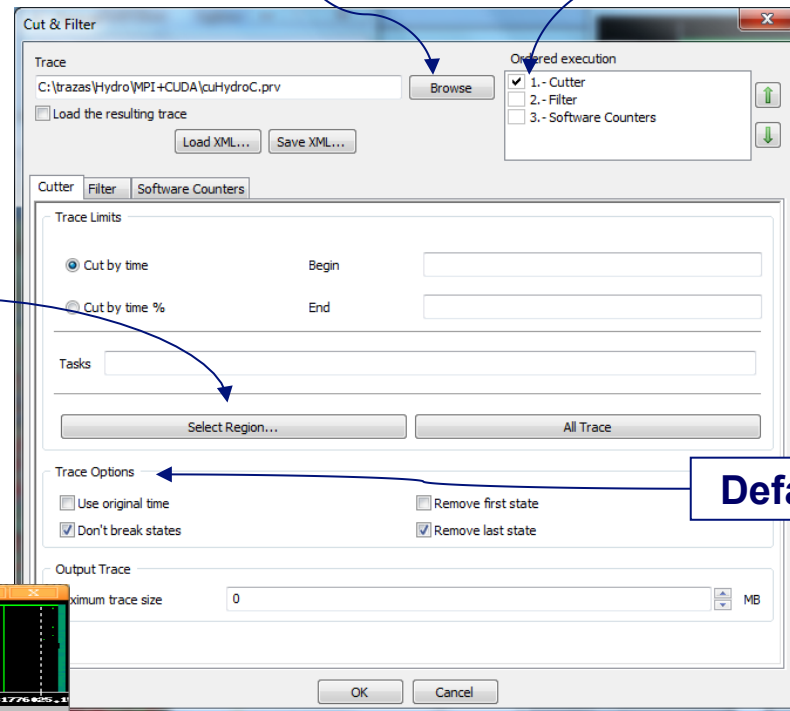 Cut & Filter
Trace
C:\trazas\Hydro\MPI+CUDA\cuHydroC.prv
Browse
Load the resulting trace
Load XML...
Save XML...
Ordered execution
1.- Cutter
2.- Filter
3.- Software Counters
Cutter
Filter
Software Counters
Trace Limits
Cut by time
Begin
Cut by time %
End
Tasks
Select Region...
All Trace
Trace Options
Use original time
Remove first state
Don't break states
Remove last state
Defa
Output Trace
ximum trace size
0
MB
OK
Cancel